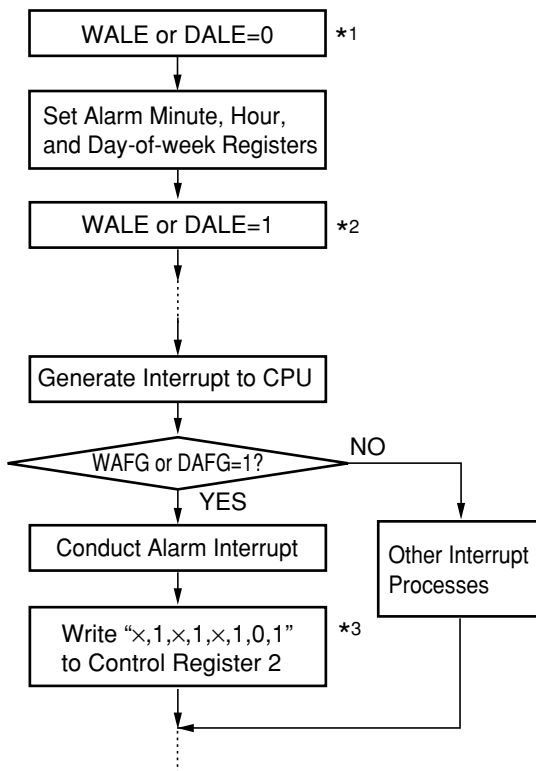 WALE or DALE=0
*1
Set Alarm Minute, Hour,
and Day-of-week Registers
WALE or DALE=1
*2
Generate Interrupt to CPU
WAFG or DAFG=1?
NO
YES
Conduct Alarm Interrupt
Other Interrupt
Processes
Write “×,1,×,1,×,1,0,1”
to Control Register 2
*3